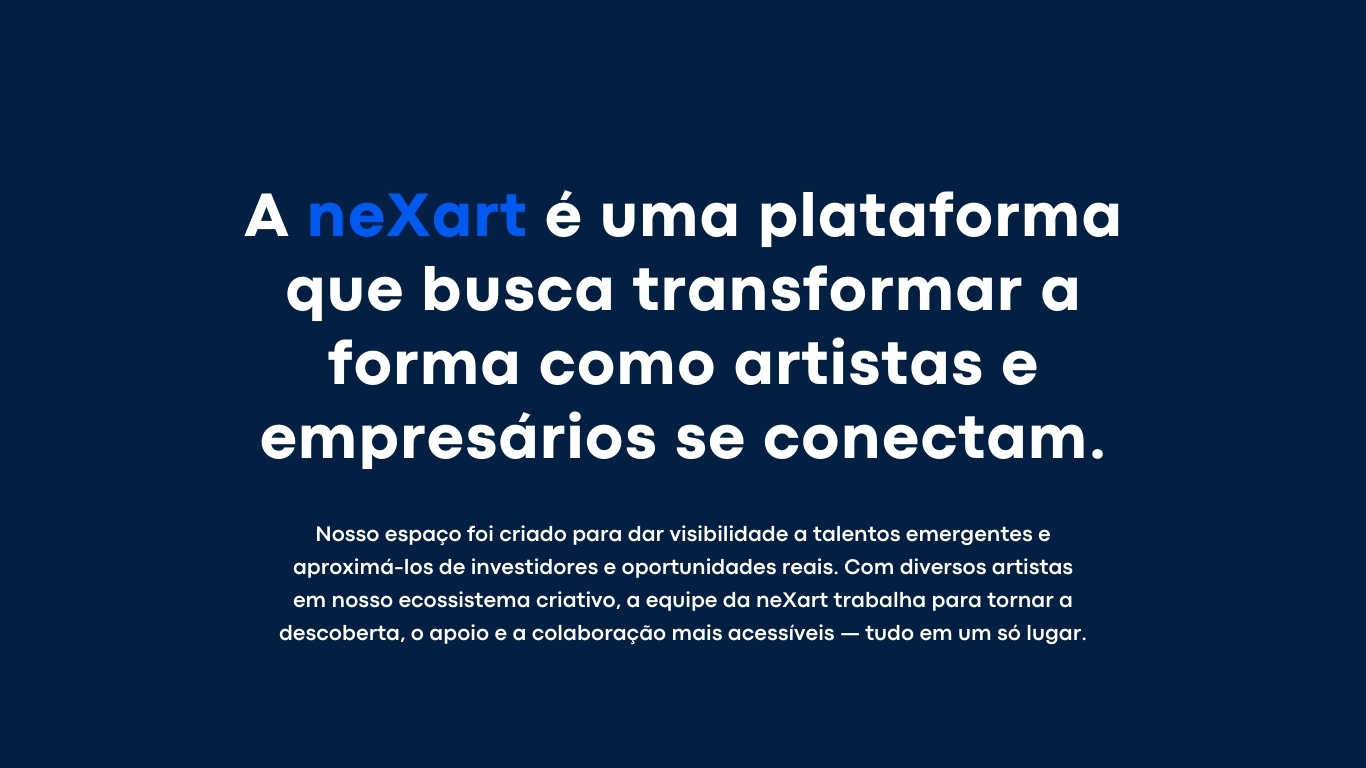 A neXart é uma plataforma
que busca transformar a
forma como artistas e
empresários se conectam.
Nosso espaço foi criado para dar visibilidade a talentos emergentes e
aproximá-los de investidores e oportunidades reais. Com diversos artistas
em nosso ecossistema criativo, a equipe da neXart trabalha para tornar a
descoberta, o apoio e a colaboração mais acessíveis — tudo em um só lugar.